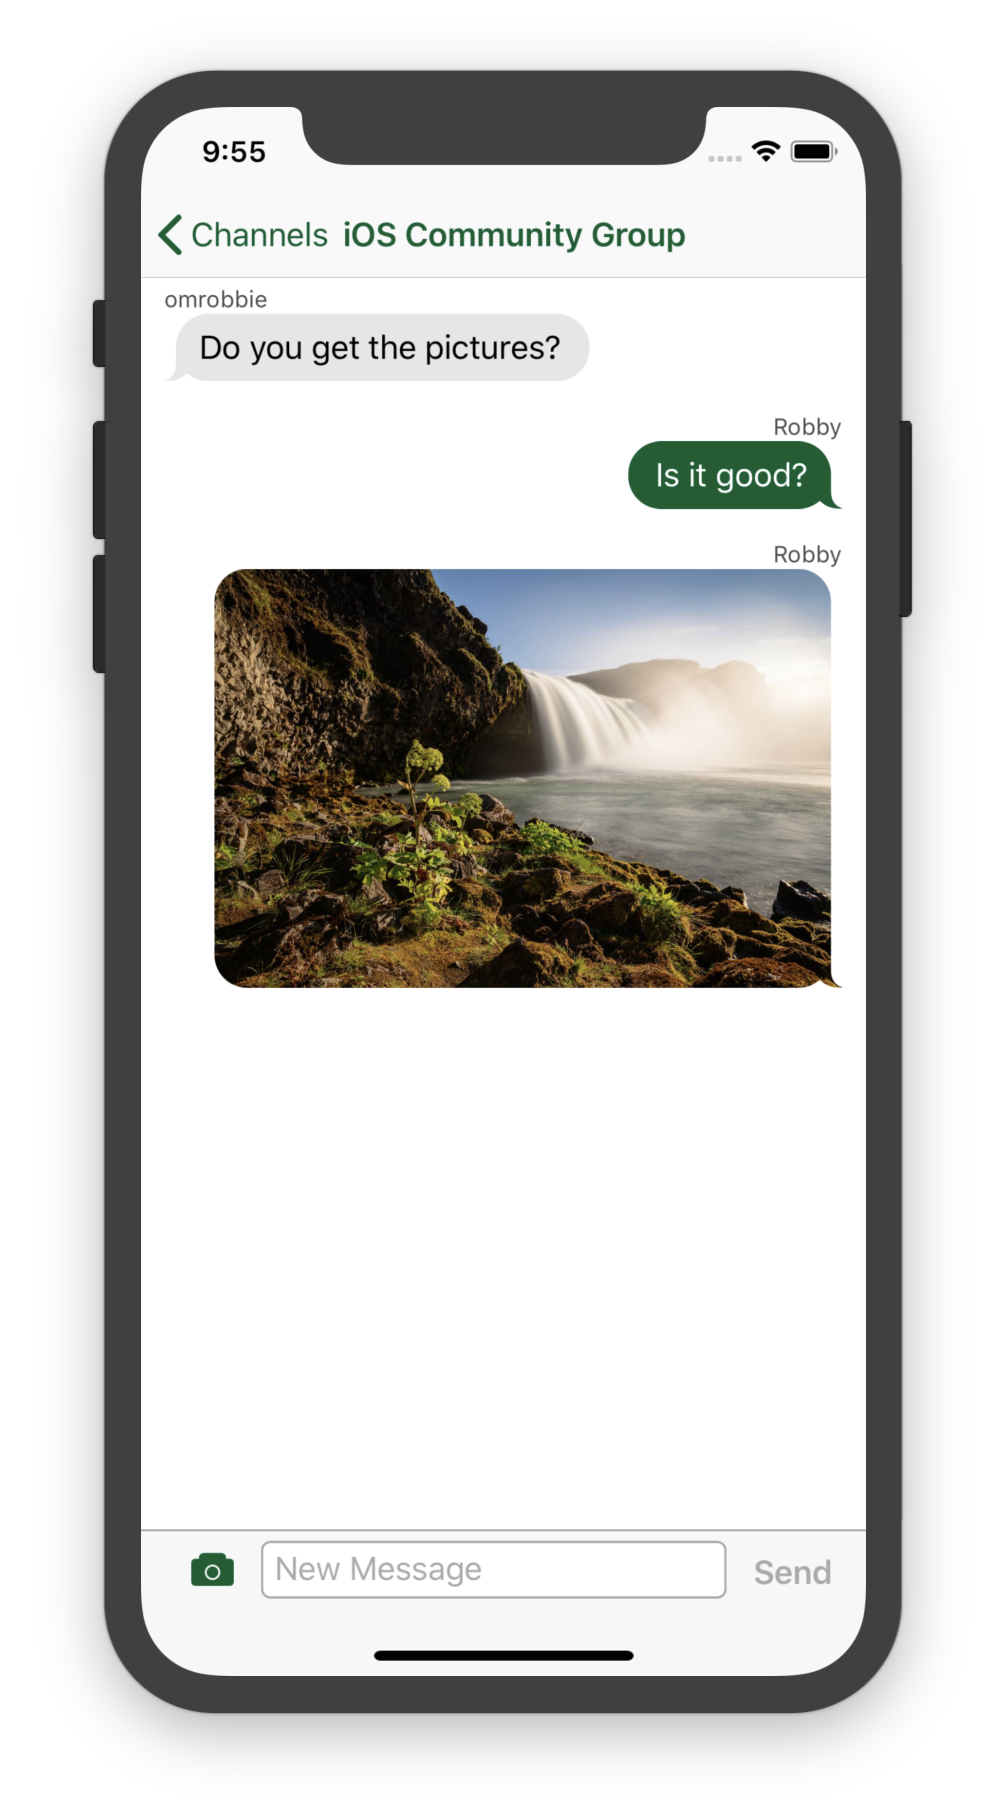 9:55
Channels iOS Community Group
omrobbie
Do you get the pictures?
Robby
Is it good?
Robby
New Message Send